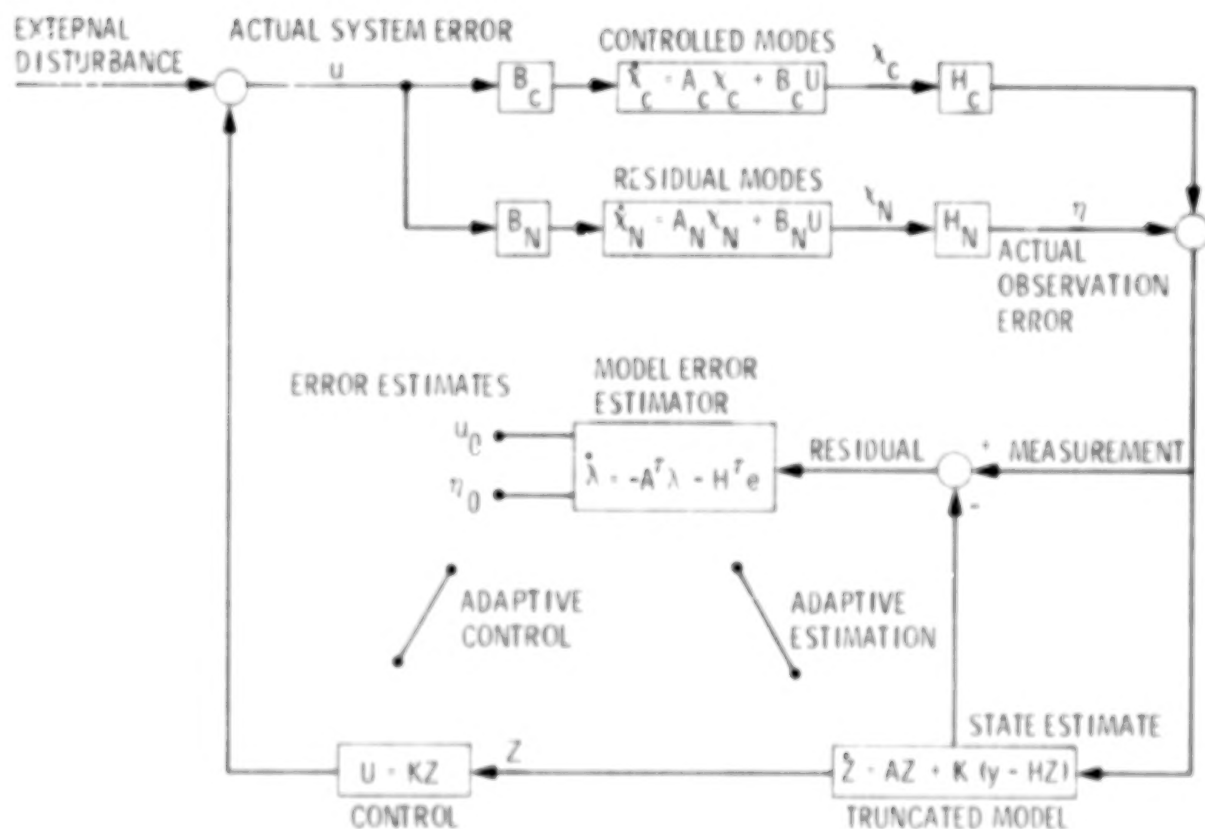 EXTERNAL DISTURBANCE
ACTUAL SYSTEM ERROR
u
B_C
CONTROLLED MODES
ẋ_C = A_C x_C + B_C U
x_C
H_C
RESIDUAL MODES
B_N
ẋ_N = A_N x_N + B_N U
x_N
H_N
η
ACTUAL
OBSERVATION
ERROR
ERROR ESTIMATES
u_0
η_0
MODEL ERROR
ESTIMATOR
λ̇ = -A^T λ - H^T e
RESIDUAL
+
-
MEASUREMENT
ADAPTIVE
CONTROL
ADAPTIVE
ESTIMATION
STATE ESTIMATE
U = KZ
CONTROL
Z
Ż = AZ + K (y - HZ)
TRUNCATED MODEL